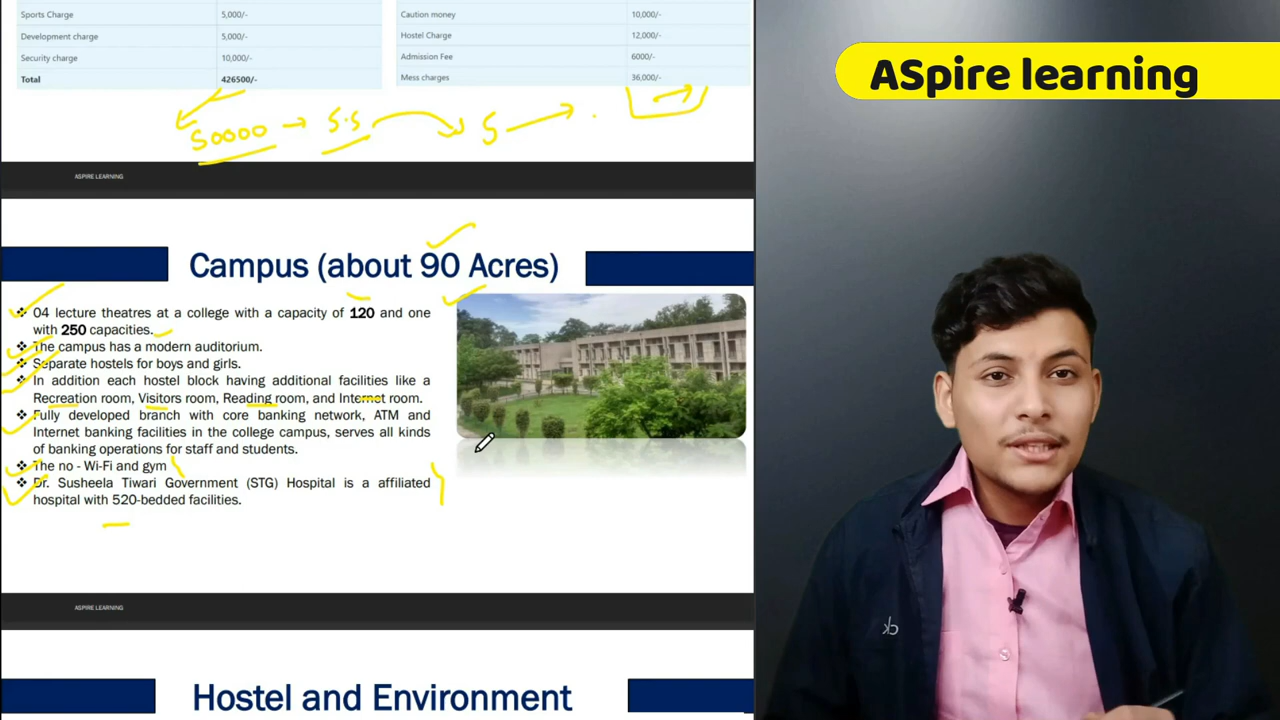 Sports Charge 5,000/-
Development charge 5,000/-
Security charge 10,000/-
Total 426500/-
Caution money 10,000/-
Hostel Charge 12,000/-
Admission Fee 6000/-
Mess charges 36,000/-
ASpire learning
50000 → 5.5 5
ASPIRE LEARNING
Campus (about 90 Acres)
❖ 04 lecture theatres at a college with a capacity of 120 and one
with 250 capacities.
❖ The campus has a modern auditorium.
❖ Separate hostels for boys and girls.
❖ In addition each hostel block having additional facilities like a
Recreation room, Visitors room, Reading room, and Internet room.
❖ Fully developed branch with core banking network, ATM and
Internet banking facilities in the college campus, serves all kinds
of banking operations for staff and students.
❖ The no - Wi-Fi and gym
❖ Dr. Susheela Tiwari Government (STG) Hospital is a affiliated
hospital with 520-bedded facilities.
ASPIRE LEARNING
Hostel and Environment